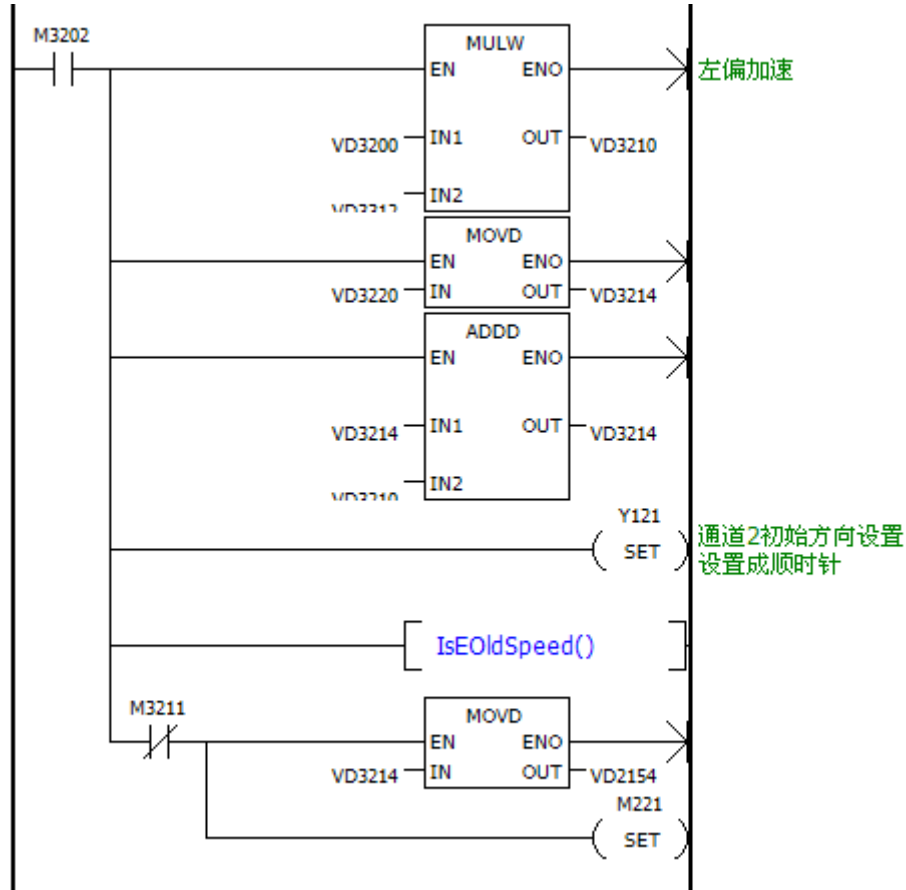 M3202
MULW
EN ENO
左偏加速
VD3200 IN1 OUT VD3210
IN2
MOVD
EN ENO
VD3220 IN OUT VD3214
ADDD
EN ENO
VD3214 IN1 OUT VD3214
IN2
VD3210
Y121
SET
通道2初始方向设置
设置成顺时针
IsEOldSpeed()
M3211
MOVD
EN ENO
VD3214 IN OUT VD2154
M221
SET